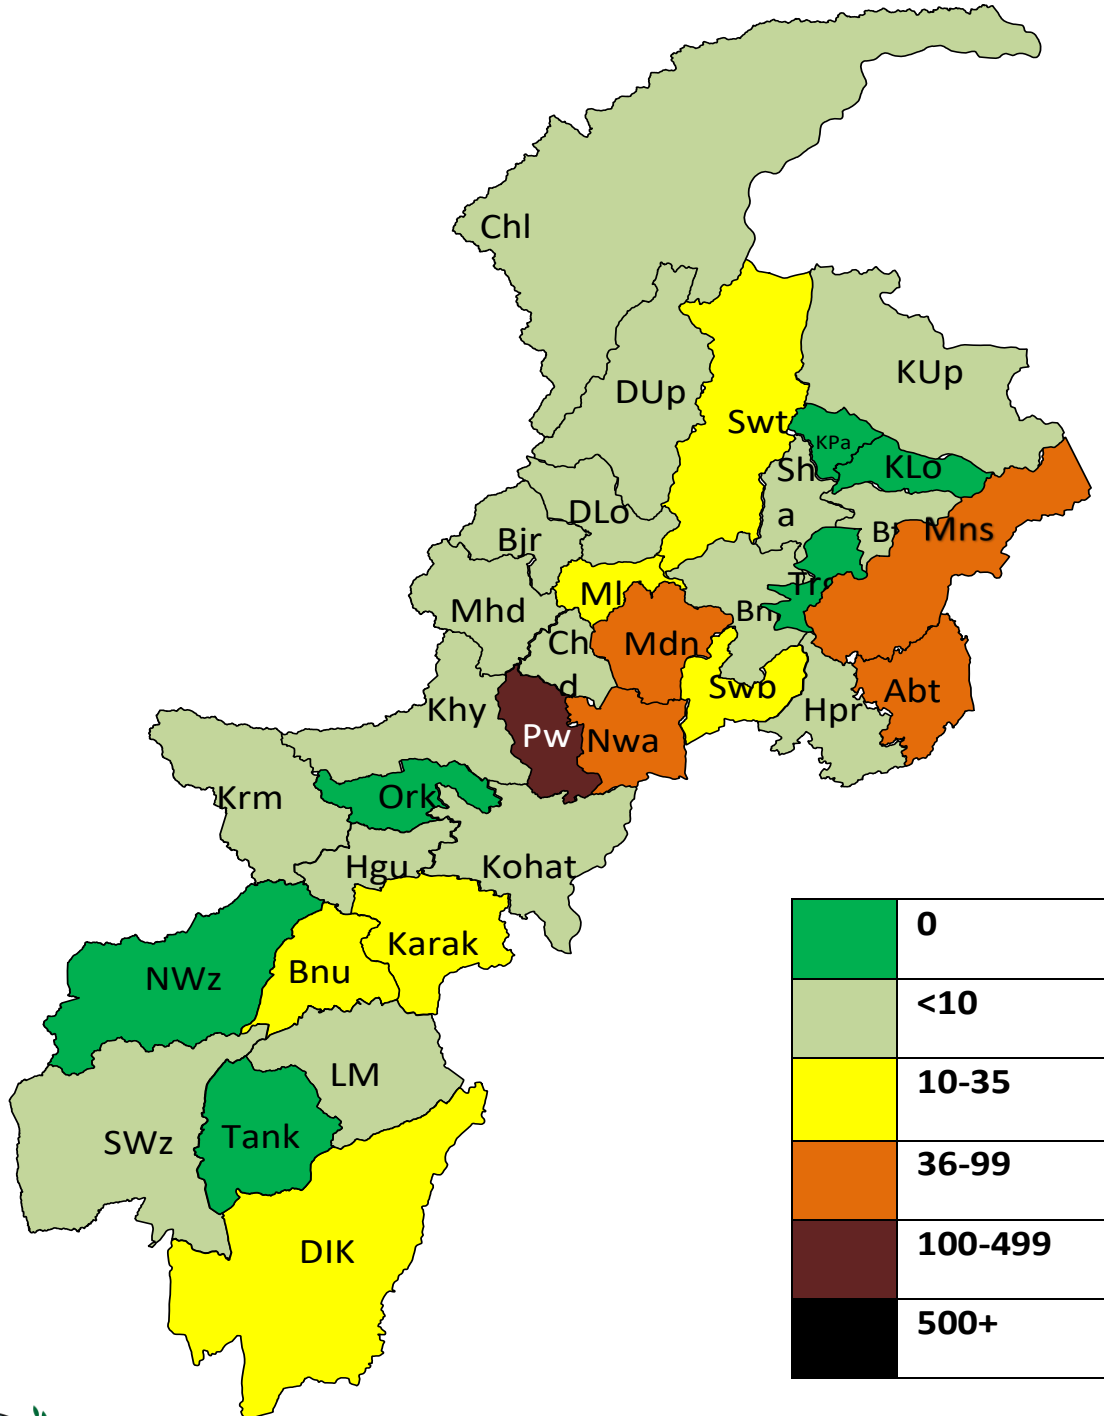 Chl
KUp
DUp
Swt
KPa
Sh
a
KLo
DLo
Mns
Bjr
Ml
Mhd
Ch
d
Mdn
Swb
Abt
Khy
Hpr
Pw
Nwa
Krm
Ork
Hgu
Kohat
Karak
NWz
Bnu
LM
SWz
Tank
DIK
0
<10
10-35
36-99
100-499
500+